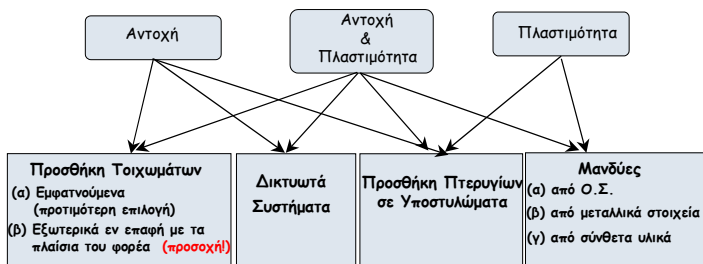 Αντοχή
Αντοχή
&
Πλαστιμότητα
Πλαστιμότητα
Προσθήκη Τοιχωμάτων
(α) Εμφατνούμενα
(προτιμότερη επιλογή)
(β) Εξωτερικά εν επαφή με τα
πλαίσια του φορέα (προσοχή!)
Δικτυωτά
Συστήματα
Προσθήκη Πτερυγίων
σε Υποστυλώματα
Μανδύες
(α) από Ο.Σ.
(β) από μεταλλικά στοιχεία
(γ) από σύνθετα υλικά